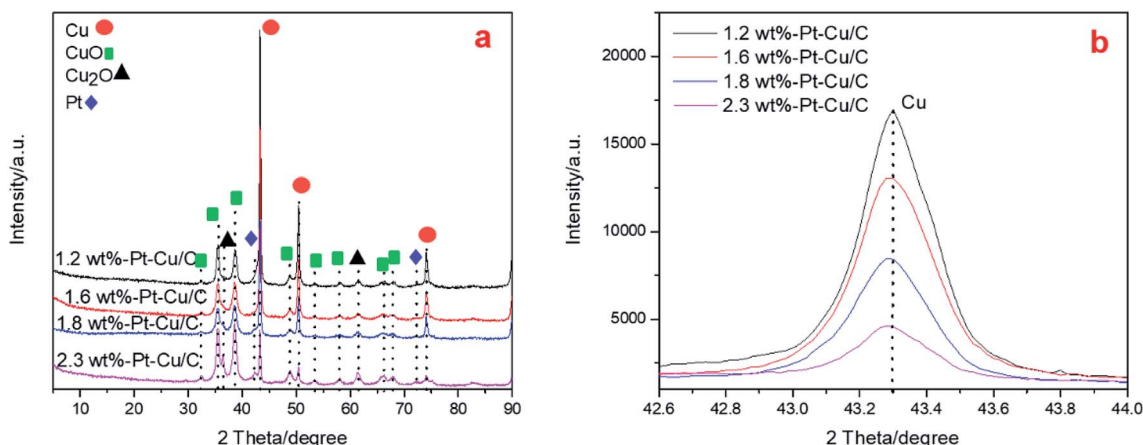 Cu
CuO
Cu2O
Pt
a
1.2 wt%-Pt-Cu/C
1.6 wt%-Pt-Cu/C
1.8 wt%-Pt-Cu/C
2.3 wt%-Pt-Cu/C
Intensity/a.u.
10 20 30 40 50 60 70 80 90
2 Theta/degree
1.2 wt%-Pt-Cu/C
1.6 wt%-Pt-Cu/C
1.8 wt%-Pt-Cu/C
2.3 wt%-Pt-Cu/C
b
Cu
20000
15000
10000
5000
Intensity/a.u.
42.6 42.8 43.0 43.2 43.4 43.6 43.8 44.0
2 Theta/degree